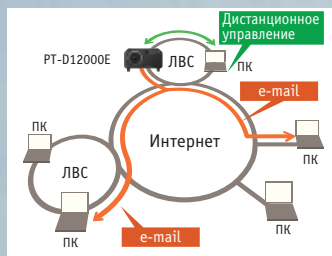 Дистанционное
управление
PT-D12000E
ЛВС
ПК
e-mail
ПК
Интернет
ЛВС
ПК
ПК
ПК
e-mail